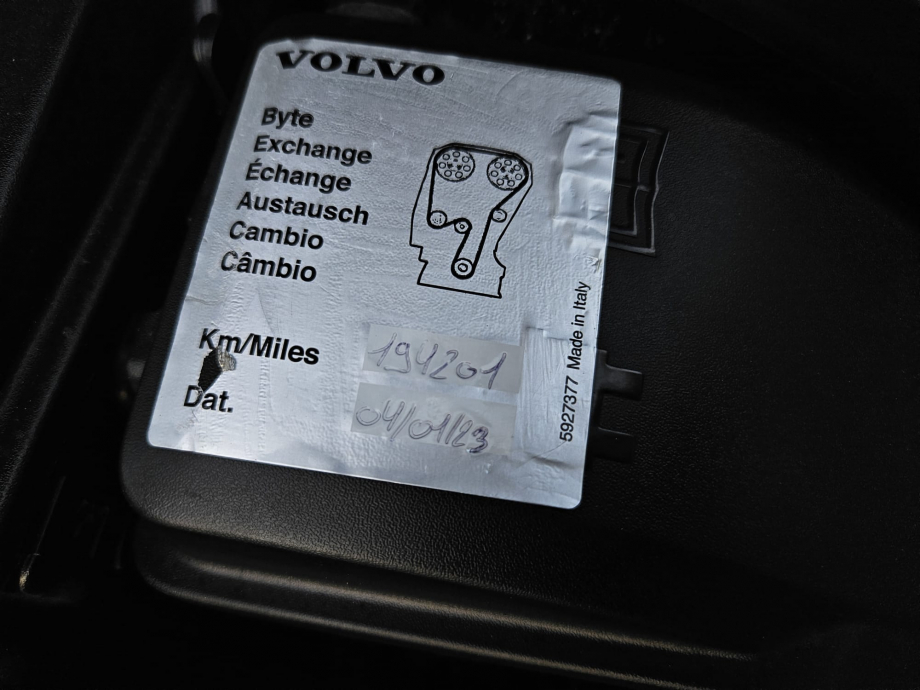 VOLVO
Byte
Exchange
Échange
Austausch
Cambio
Câmbio
Km/Miles 194201
Dat. 04/01/23
5927377 Made in Italy